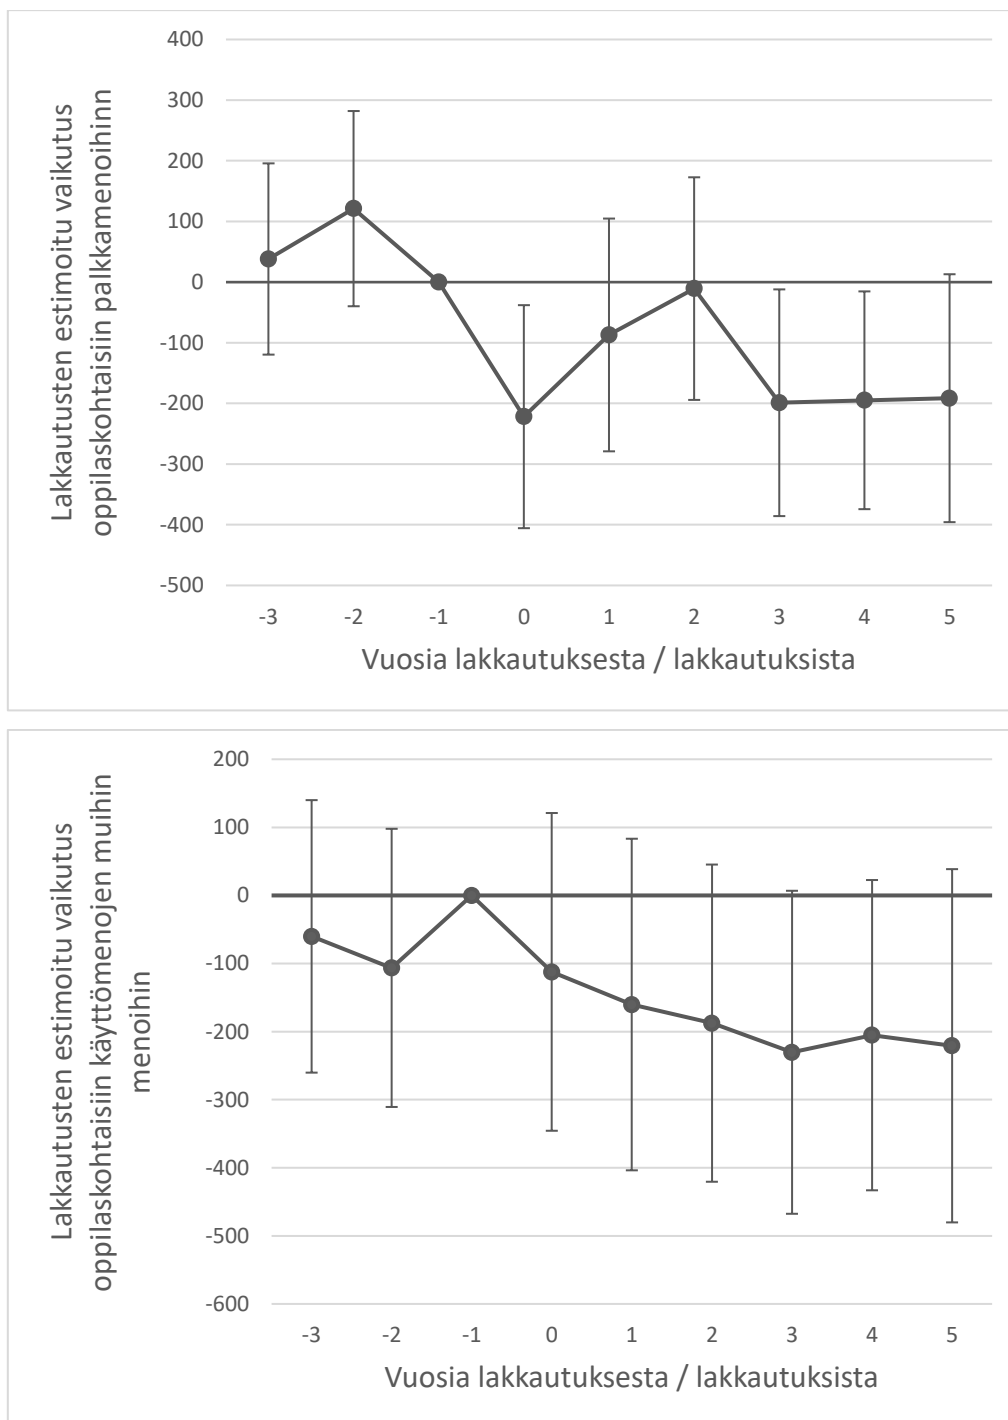 Lakkautusten estimoitu vaikutus
oppilaskohtaisiin palkkamenoihinn
400
300
200
100
0
-100
-200
-300
-400
-500
-3 -2 -1 0 1 2 3 4 5
Vuosia lakkautuksesta / lakkautuksista
Lakkautusten estimoitu vaikutus
oppilaskohtaisiin käyttömenojen muihin
menoihin
200
100
0
-100
-200
-300
-400
-500
-600
-3 -2 -1 0 1 2 3 4 5
Vuosia lakkautuksesta / lakkautuksista